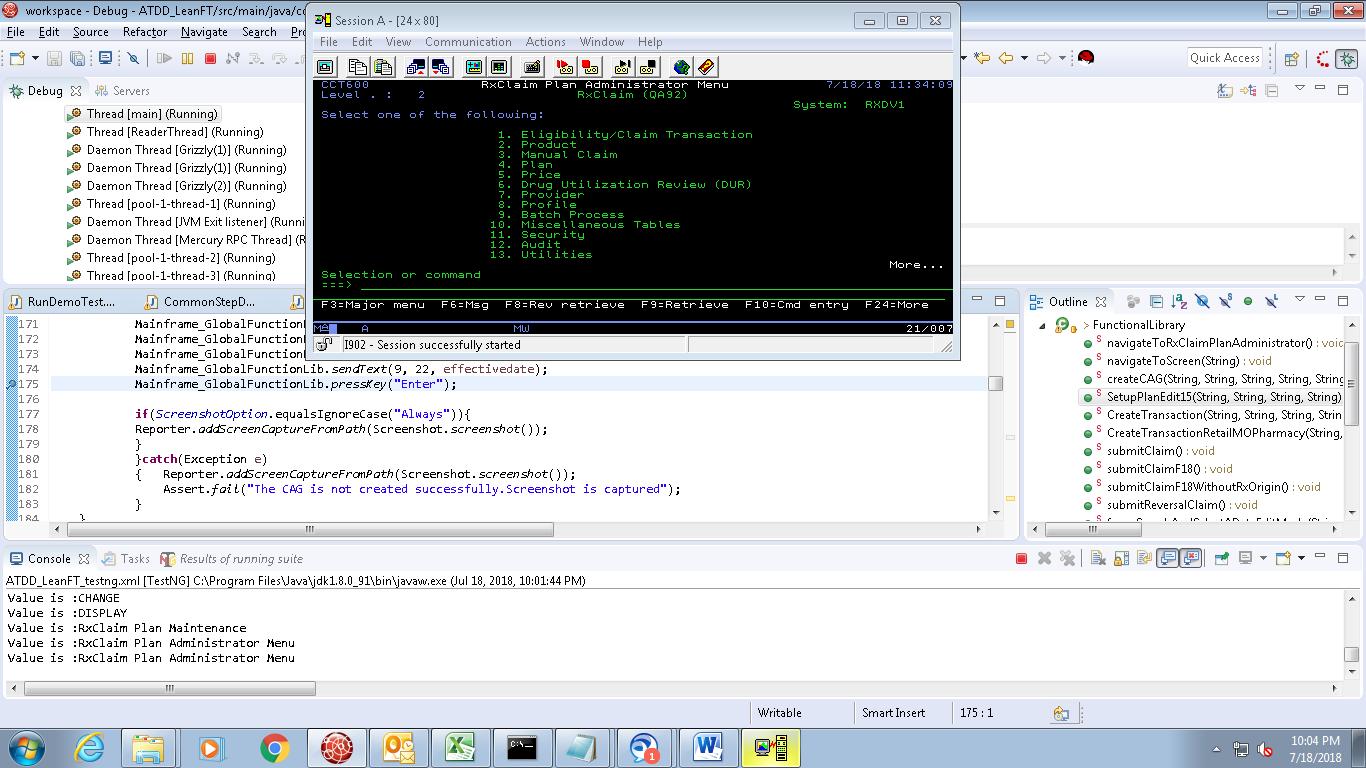 workspace - Debug - ATDD_LeanFT/src/main/java/co
File Edit Source Refactor Navigate Search
Quick Access
Debug Servers
Thread [main] (Running)
Thread [ReaderThread] (Running)
Daemon Thread [Grizzly(1)] (Running)
Daemon Thread [Grizzly(1)] (Running)
Daemon Thread [Grizzly(2)] (Running)
Thread [pool-1-thread-1] (Running)
Daemon Thread [JVM Exit listener] (Runni
Daemon Thread [Mercury RPC Thread] (R
Thread [pool-1-thread-2] (Running)
Thread [pool-1-thread-3] (Running)
Session A - [24 x 80]
File Edit View Communication Actions Window Help
CCT600 RxClaim Plan Administrator Menu 7/18/18 11:34:09
Level . : 2 RxClaim (QA92)
System: RXDV1
Select one of the following:
1. Eligibility/Claim Transaction
2. Product
3. Manual Claim
4. Plan
5. Price
6. Drug Utilization Review (DUR)
7. Provider
8. Profile
9. Batch Process
10. Miscellaneous Tables
11. Security
12. Audit
13. Utilities
More...
Selection or command
===>
F3=Major menu F6=Msg F8=Rev retrieve F9=Retrieve F10=Cmd entry F24=More
MA A MW 21/007
I902 - Session successfully started
RunDemoTest.... CommonStepD...
171 Mainframe_GlobalFunctionL
172 Mainframe_GlobalFunctionL
173 Mainframe_GlobalFunctionL
174 Mainframe_GlobalFunctionLib.sendText(9, 22, effectivedate);
175 Mainframe_GlobalFunctionLib.pressKey("Enter");
176
177 if(ScreenshotOption.equalsIgnoreCase("Always")){
178 Reporter.addScreenCaptureFromPath(Screenshot.screenshot());
179 }
180 }catch(Exception e)
181 { Reporter.addScreenCaptureFromPath(Screenshot.screenshot());
182 Assert.fail("The CAG is not created successfully.Screenshot is captured");
183 }
184 }
Outline
FunctionalLibrary
navigateToRxClaimPlanAdministrator() : voic
navigateToScreen(String) : void
createCAG(String, String, String, String, String
SetupPlanEdit15(String, String, String, String)
CreateTransaction(String, String, String, Strin
CreateTransactionRetailMOPharmacy(String,
submitClaim() : void
submitClaimF18() : void
submitClaimF18WithoutRxOrigin() : void
submitReversalClaim() : void
Console Tasks Results of running suite
ATDD_LeanFT_testng.xml [TestNG] C:\Program Files\Java\jdk1.8.0_91\bin\javaw.exe (Jul 18, 2018, 10:01:44 PM)
Value is :CHANGE
Value is :DISPLAY
Value is :RxClaim Plan Maintenance
Value is :RxClaim Plan Administrator Menu
Value is :RxClaim Plan Administrator Menu
Writable Smart Insert 175 : 1
10:04 PM
7/18/2018